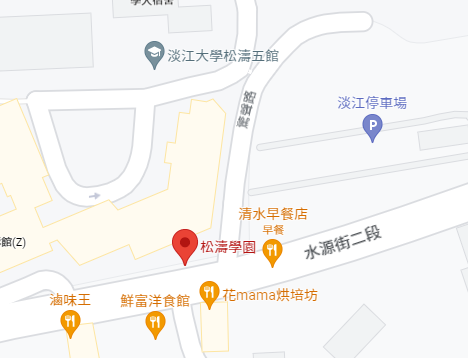 淡江大學松濤五館
淡江停車場
清水早餐店
早餐
松濤學園
水源街二段
館(Z)
滷味王
鮮富洋食館
花mama烘培坊